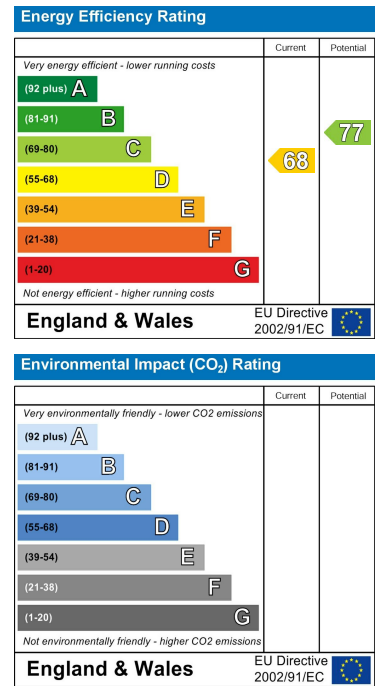 Energy Efficiency Rating
Current Potential
Very energy efficient - lower running costs
(92 plus) A
(81-91) B
(69-80) C
(55-68) D
(39-54) E
(21-38) F
(1-20) G
68
77
Not energy efficient - higher running costs
England & Wales
EU Directive
2002/91/EC
Environmental Impact (CO₂) Rating
Current Potential
Very environmentally friendly - lower CO2 emissions
(92 plus) A
(81-91) B
(69-80) C
(55-68) D
(39-54) E
(21-38) F
(1-20) G
Not environmentally friendly - higher CO2 emissions
England & Wales
EU Directive
2002/91/EC